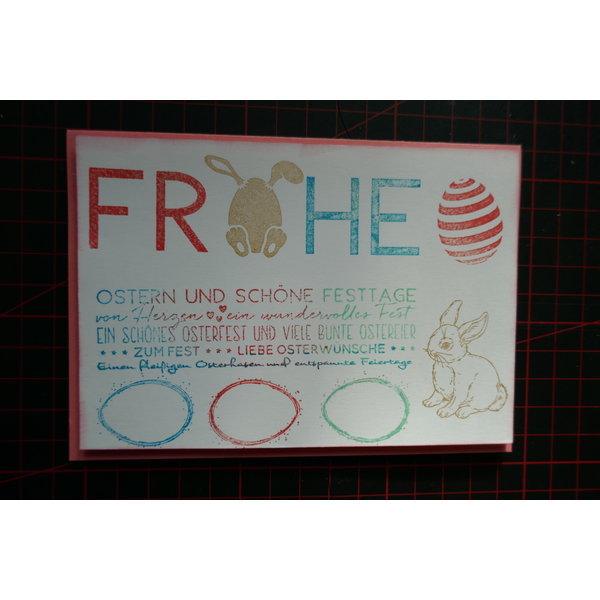 FR HE
OSTERN UND SCHÖNE FESTTAGE
von Herzen ein wundervolles Fest
EIN SCHÖNES OSTERFEST UND VIELE BUNTE OSTEREIER
*** ZUM FEST *** LIEBE OSTERWÜNSCHE ***
Einen fleißigen Osterhasen und entspannte Feiertage